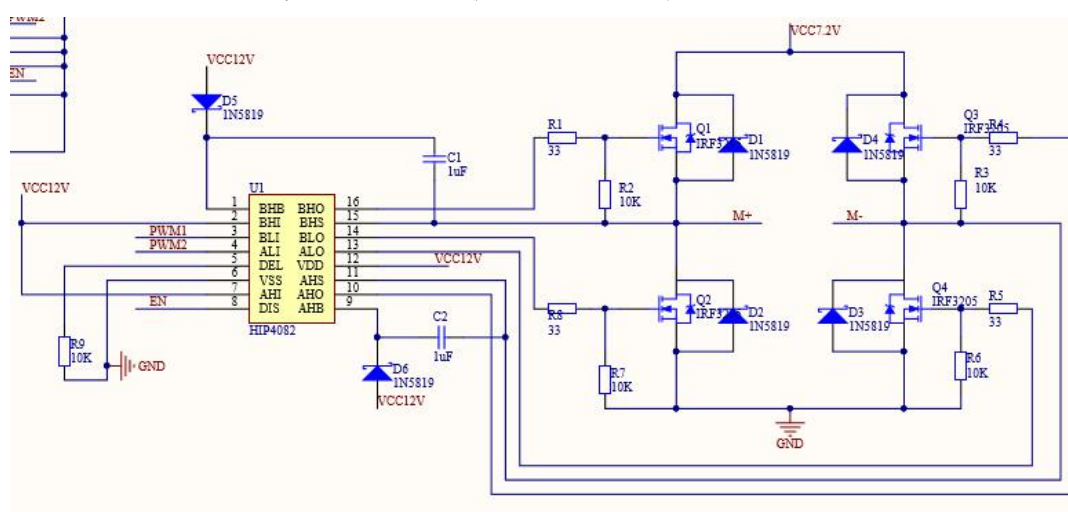 PWM2
EN
VCC12V
D5
1N5819
C1
1uF
VCC12V
U1
1 BHB BHO 16
2 BHI BHS 15
PWM1 3 BLI BLO 14
PWM2 4 ALI ALO 13
5 DEL VDD 12 VCC12V
6 VSS AHS 11
7 AHI AHO 10
EN 8 DIS AHB 9
HIP4082
R9
10K
GND
C2
1uF
D6
1N5819
VCC12V
VCC7.2V
R1
33
R2
10K
Q1
D1
1N5819
D4
1N5819
Q3
R4
33
R3
10K
M+
M-
R8
33
R7
10K
Q2
D2
1N5819
D3
1N5819
Q4
IRF3205
R5
33
R6
10K
GND